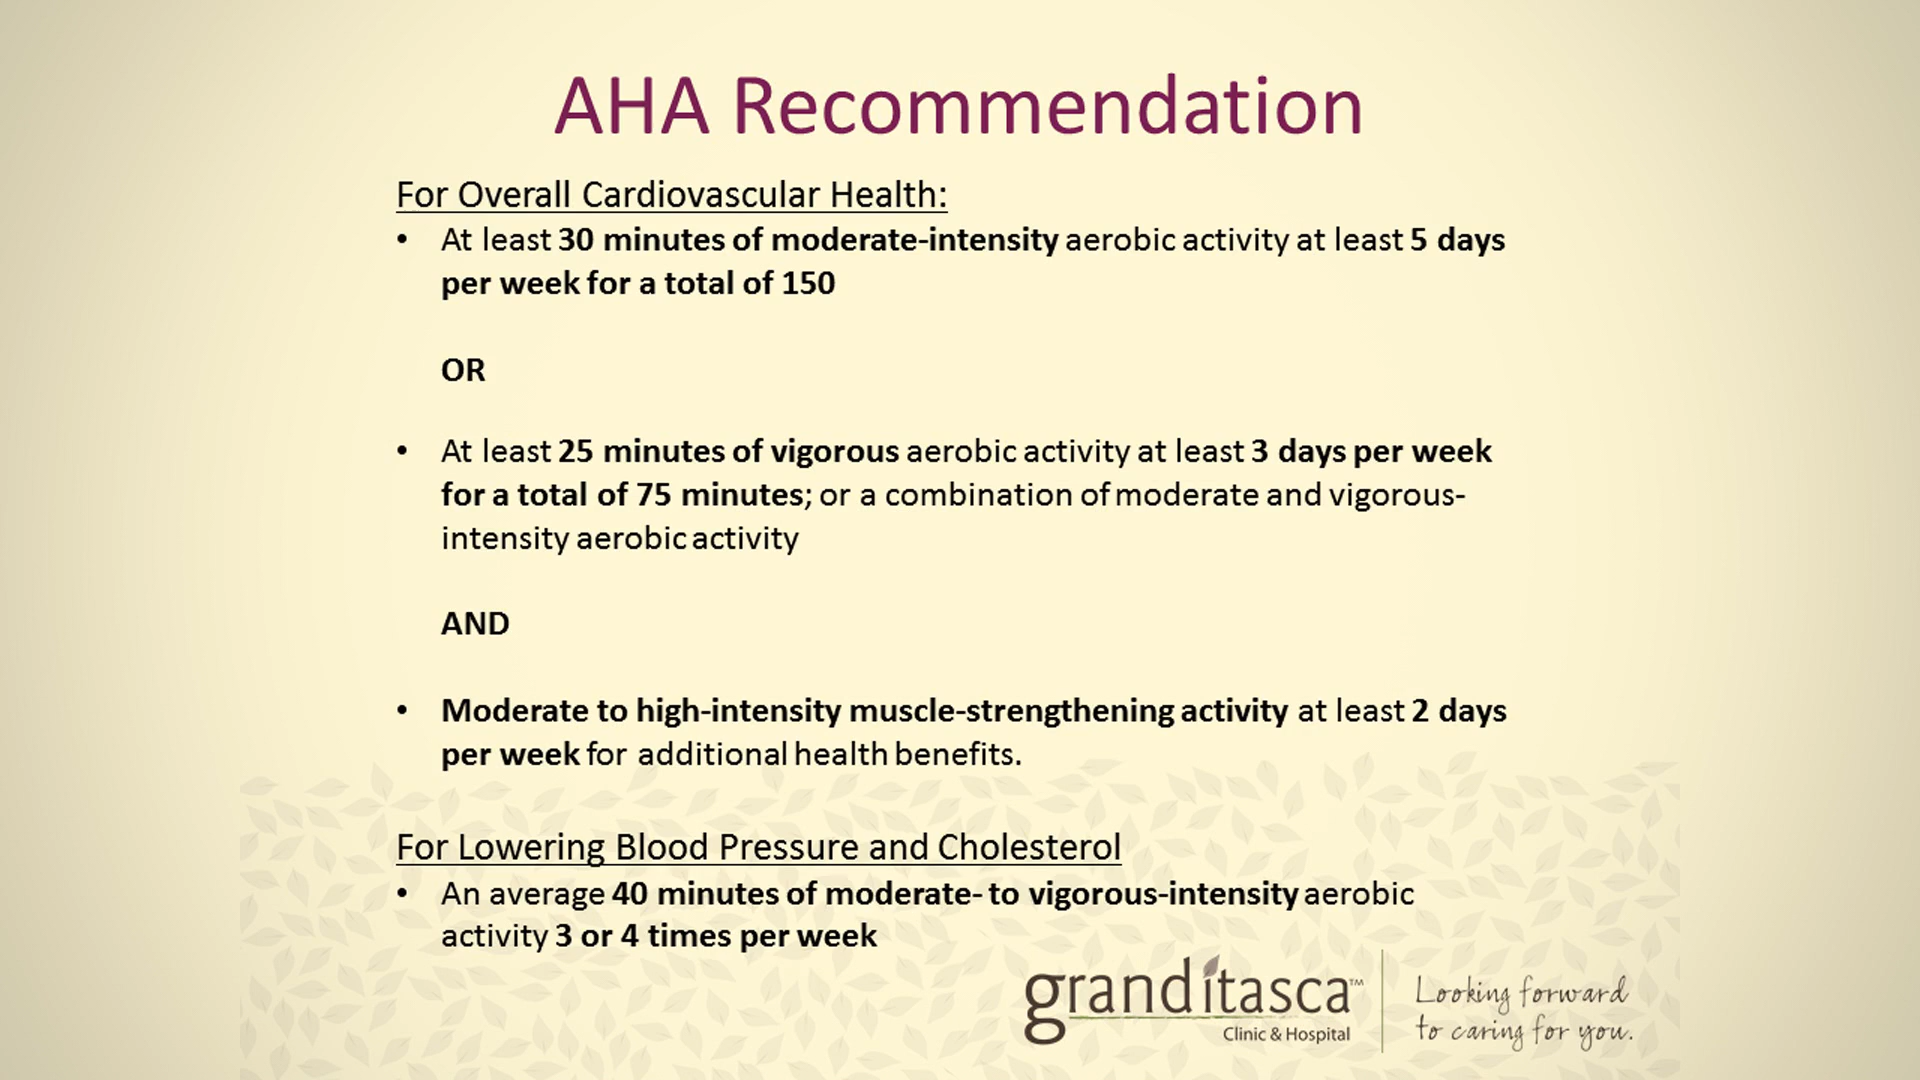 AHA Recommendation
For Overall Cardiovascular Health:
• At least 30 minutes of moderate-intensity aerobic activity at least 5 days
per week for a total of 150
OR
• At least 25 minutes of vigorous aerobic activity at least 3 days per week
for a total of 75 minutes; or a combination of moderate and vigorous-
intensity aerobic activity
AND
• Moderate to high-intensity muscle-strengthening activity at least 2 days
per week for additional health benefits.
For Lowering Blood Pressure and Cholesterol
• An average 40 minutes of moderate- to vigorous-intensity aerobic
activity 3 or 4 times per week
granditasca™
Clinic & Hospital
Looking forward
to caring for you.